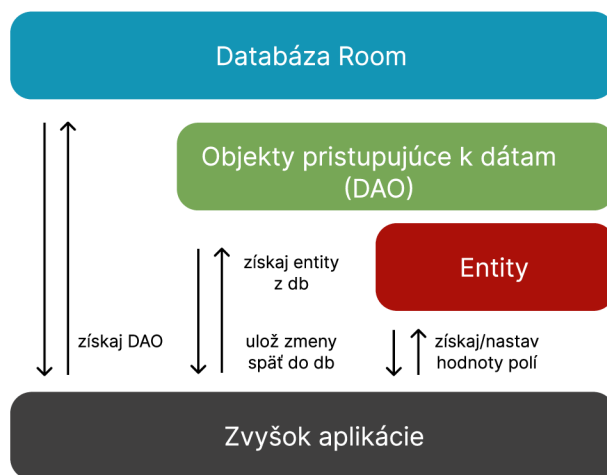 Databáza Room
Objekty pristupujúce k dátam
(DAO)
získaj entity
z db
Entity
získaj DAO
ulož zmeny
späť do db
získaj/nastav
hodnoty polí
Zvyšok aplikácie